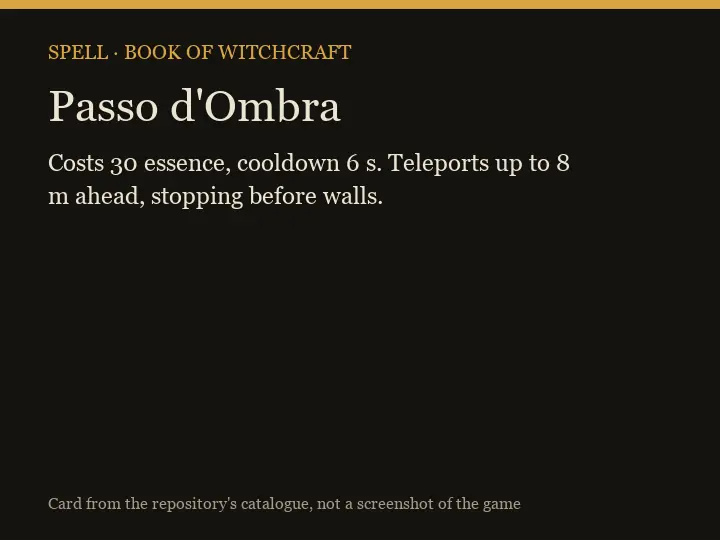 SPELL · BOOK OF WITCHCRAFT
Passo d'Ombra
Costs 30 essence, cooldown 6 s. Teleports up to 8
m ahead, stopping before walls.
Card from the repository's catalogue, not a screenshot of the game